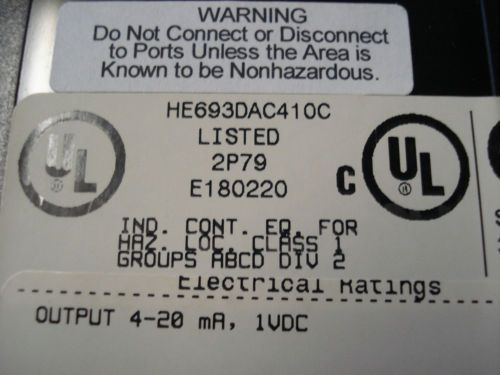 WARNING
Do Not Connect or Disconnect
to Ports Unless the Area is
Known to be Nonhazardous.
HE693DAC410C
LISTED
2P79
E180220
UL
®
C UL
®
IND. CONT. EQ. FOR
HAZ. LOC. CLASS 1
GROUPS ABCD DIV 2
Electrical Ratings
OUTPUT 4-20 mA, 1VDC